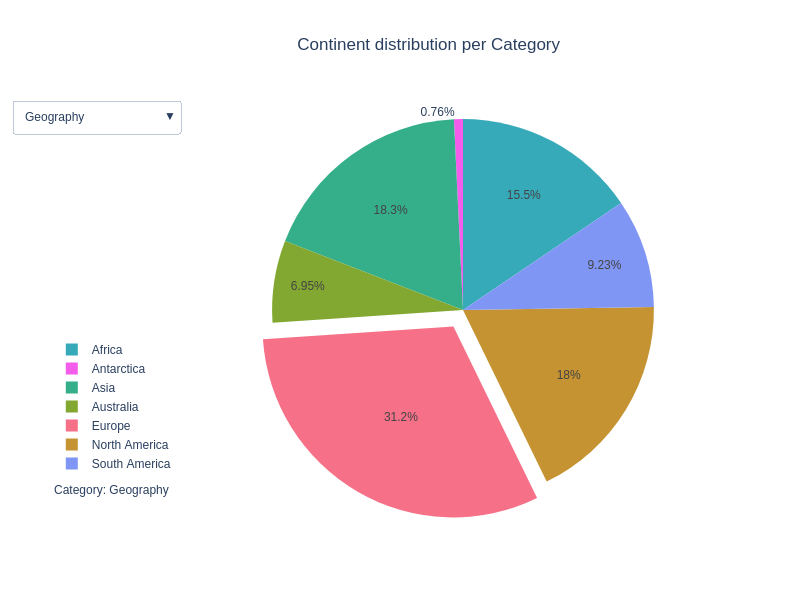 Continent distribution per Category
Geography ▼
0.76%
15.5%
18.3%
9.23%
6.95%
18%
31.2%
Africa
Antarctica
Asia
Australia
Europe
North America
South America
Category: Geography